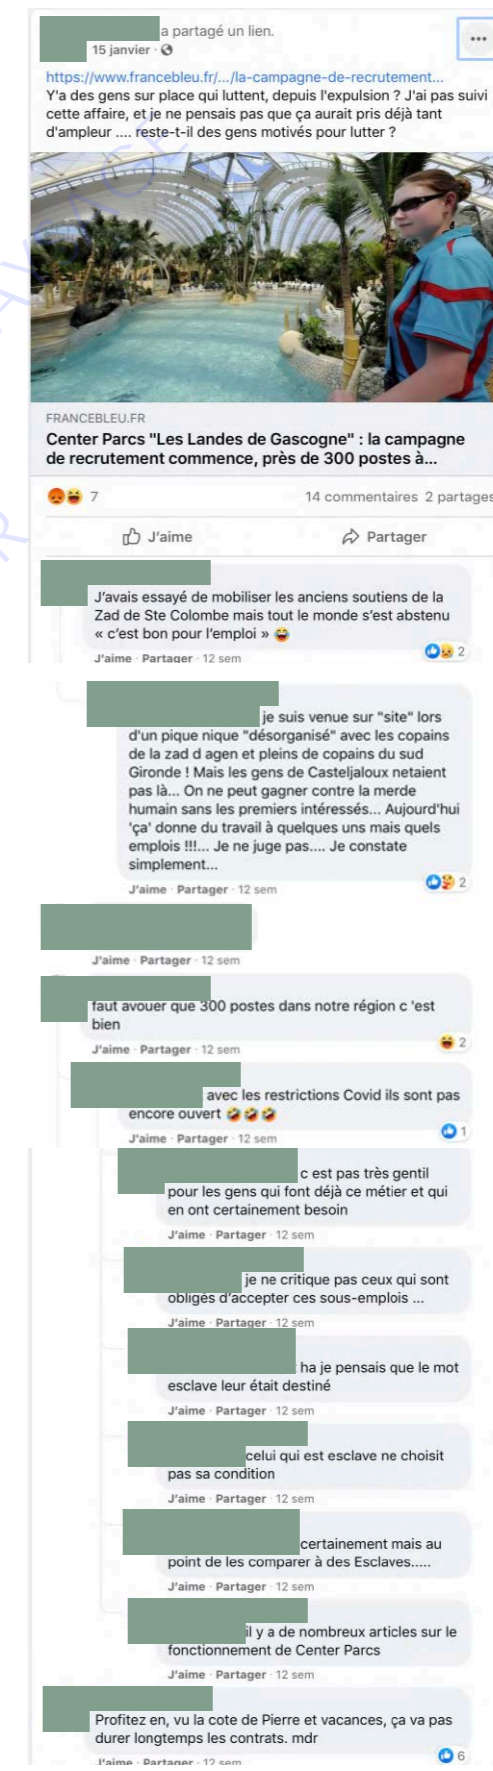 a partagé un lien.
15 janvier ·
https://www.francebleu.fr/.../la-campagne-de-recrutement...
Y'a des gens sur place qui luttent, depuis l'expulsion ? J'ai pas suivi
cette affaire, et je ne pensais pas que ça aurait pris déjà tant
d'ampleur .... reste-t-il des gens motivés pour lutter ?
FRANCEBLEU.FR
Center Parcs "Les Landes de Gascogne" : la campagne
de recrutement commence, près de 300 postes à...
7
14 commentaires 2 partages
J'aime
Partager
J'avais essayé de mobiliser les anciens soutiens de la
Zad de Ste Colombe mais tout le monde s'est abstenu
« c'est bon pour l'emploi » 😂
J'aime · Partager · 12 sem
2
je suis venue sur "site" lors
d'un pique nique "désorganisé" avec les copains
de la zad d agen et pleins de copains du sud
Gironde ! Mais les gens de Casteljaloux netaient
pas là... On ne peut gagner contre la merde
humain sans les premiers intéressés... Aujourd'hui
'ça' donne du travail à quelques uns mais quels
emplois !!!... Je ne juge pas.... Je constate
simplement...
J'aime · Partager · 12 sem
2
J'aime · Partager · 12 sem
faut avouer que 300 postes dans notre région c 'est
bien
J'aime · Partager · 12 sem
2
avec les restrictions Covid ils sont pas
encore ouvert 🤣🤣🤣
J'aime · Partager · 12 sem
1
c est pas très gentil
pour les gens qui font déjà ce métier et qui
en ont certainement besoin
J'aime · Partager · 12 sem
je ne critique pas ceux qui sont
obligés d'accepter ces sous-emplois ...
J'aime · Partager · 12 sem
ha je pensais que le mot
esclave leur était destiné
J'aime · Partager · 12 sem
celui qui est esclave ne choisit
pas sa condition
J'aime · Partager · 12 sem
certainement mais au
point de les comparer à des Esclaves.....
J'aime · Partager · 12 sem
il y a de nombreux articles sur le
fonctionnement de Center Parcs
J'aime · Partager · 12 sem
Profitez en, vu la cote de Pierre et vacances, ça va pas
durer longtemps les contrats. mdr
J'aime · Partager · 12 sem
6